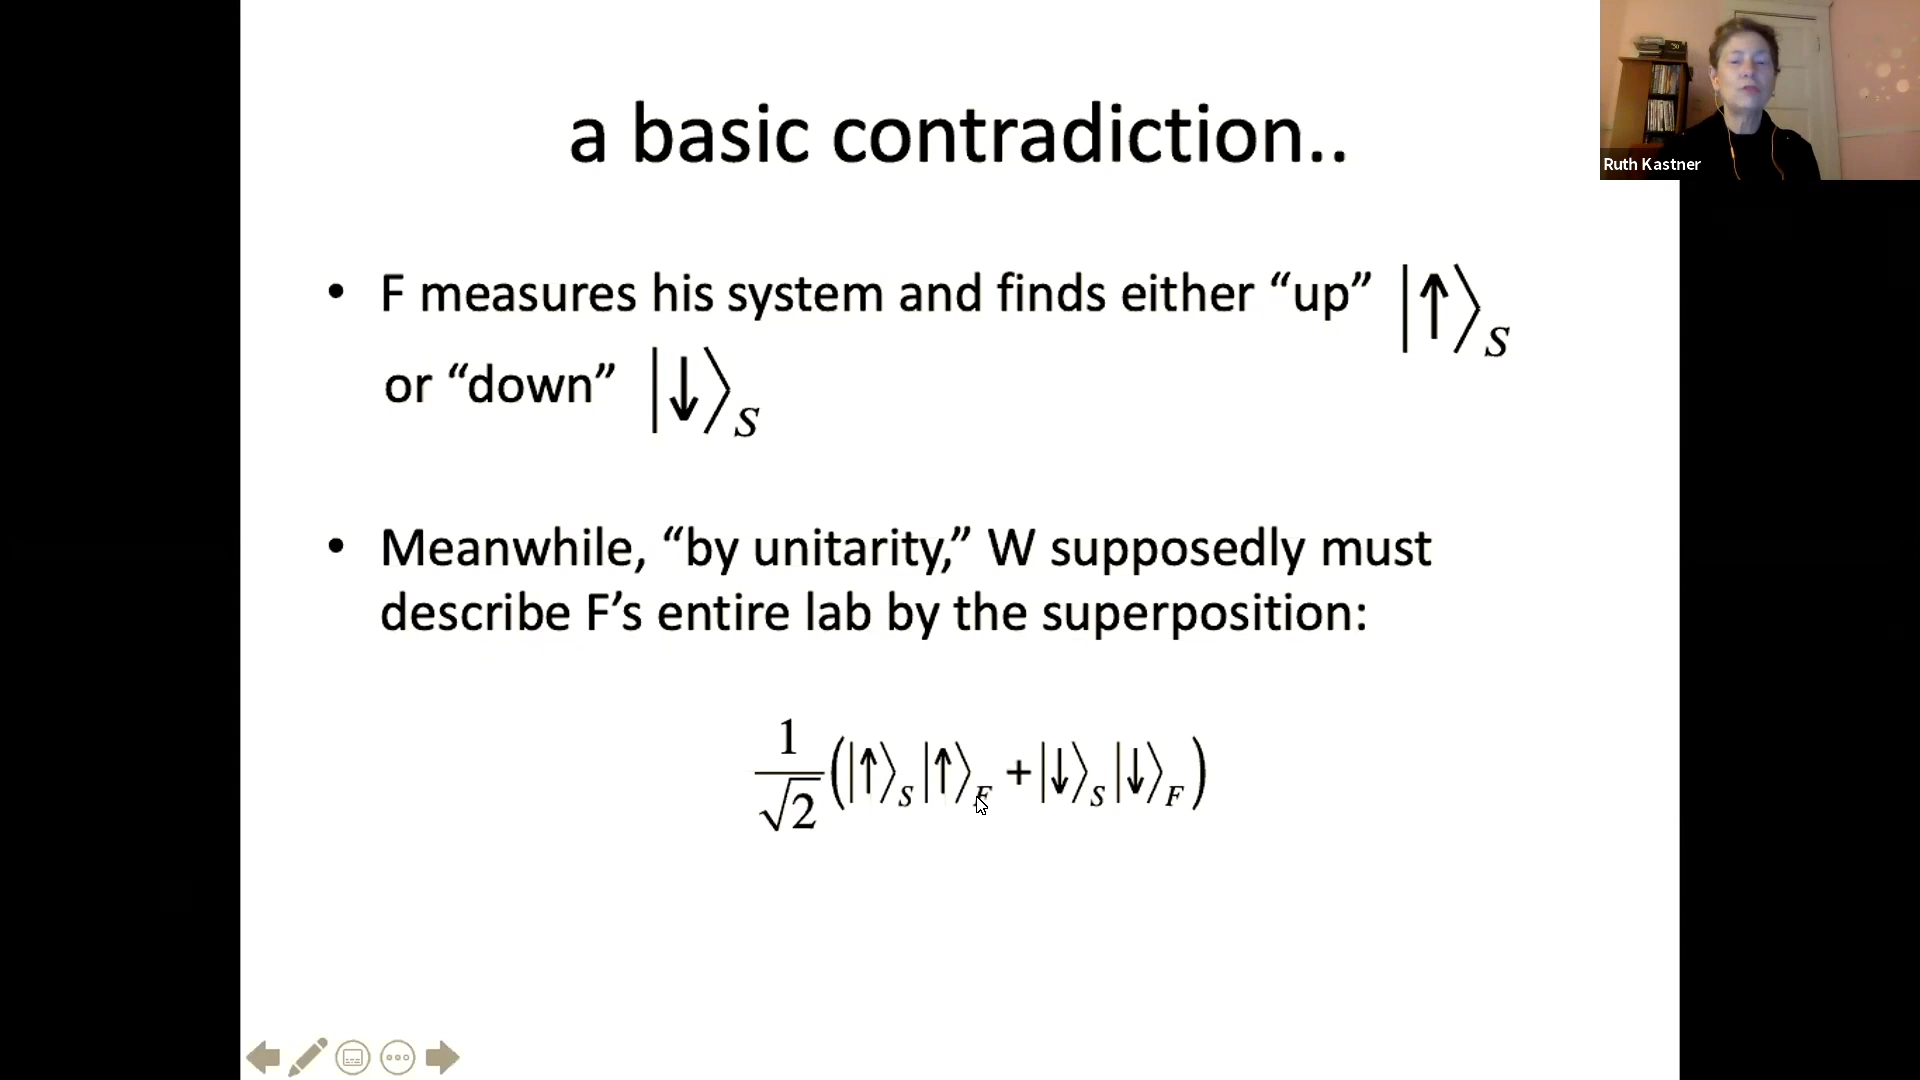 a basic contradiction..
Ruth Kastner
• F measures his system and finds either “up” |↑⟩S
or “down” |↓⟩S
• Meanwhile, “by unitarity,” W supposedly must
describe F’s entire lab by the superposition:
1/√2 (|↑⟩S |↑⟩F + |↓⟩S |↓⟩F)